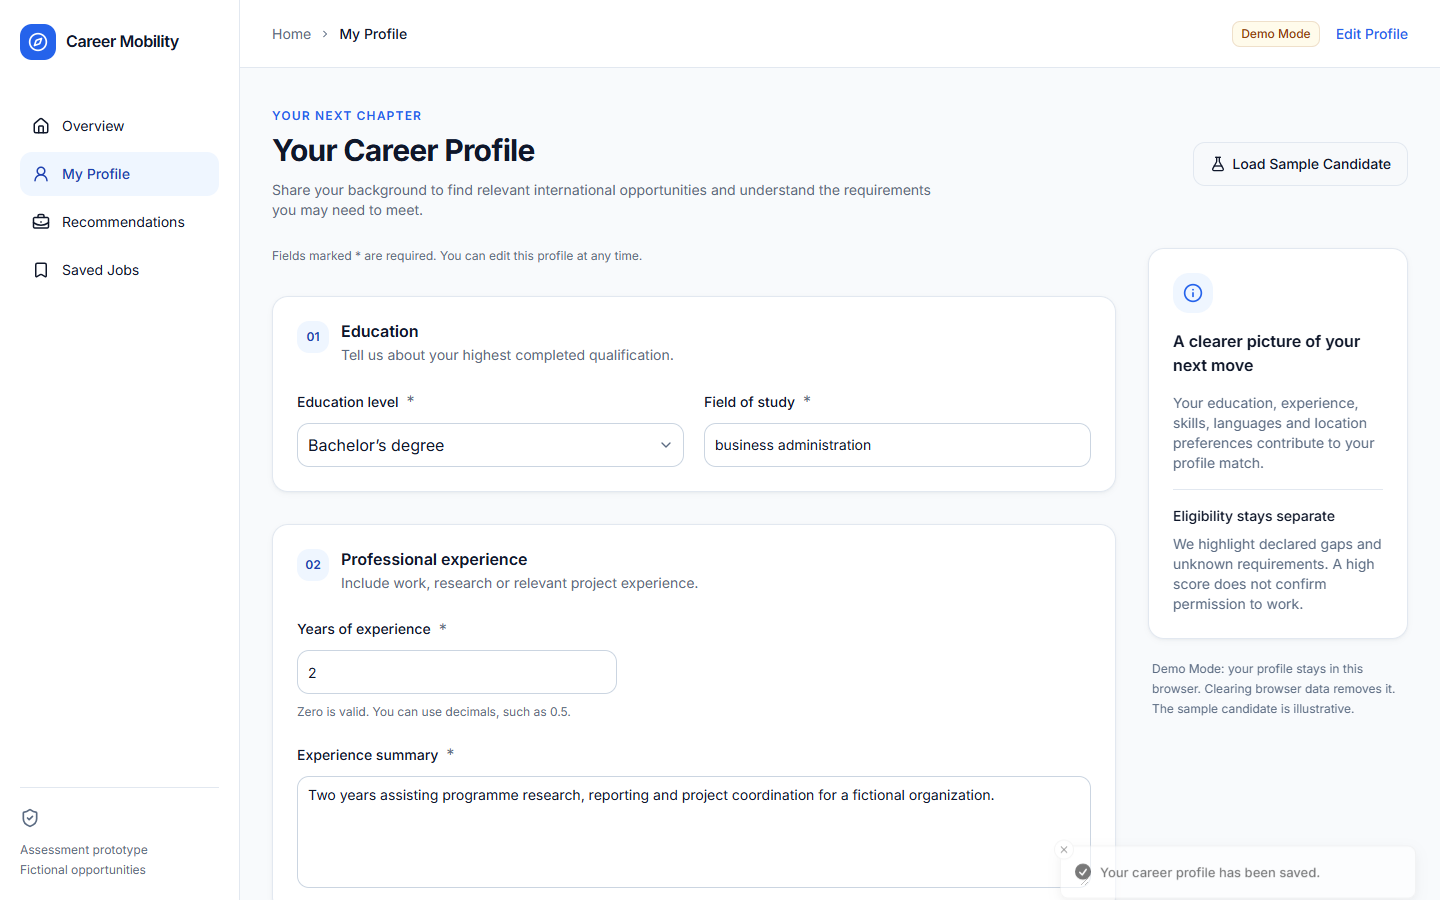 Career Mobility
Overview
My Profile
Recommendations
Saved Jobs
Assessment prototype
Fictional opportunities
Home > My Profile
Demo Mode
Edit Profile
YOUR NEXT CHAPTER
Your Career Profile
Share your background to find relevant international opportunities and understand the requirements
you may need to meet.
Load Sample Candidate
Fields marked * are required. You can edit this profile at any time.
01
Education
Tell us about your highest completed qualification.
Education level *
Bachelor’s degree
Field of study *
business administration
02
Professional experience
Include work, research or relevant project experience.
Years of experience *
2
Zero is valid. You can use decimals, such as 0.5.
Experience summary *
Two years assisting programme research, reporting and project coordination for a fictional organization.
A clearer picture of your
next move
Your education, experience,
skills, languages and location
preferences contribute to your
profile match.
Eligibility stays separate
We highlight declared gaps and
unknown requirements. A high
score does not confirm
permission to work.
Demo Mode: your profile stays in this
browser. Clearing browser data removes it.
The sample candidate is illustrative.
Your career profile has been saved.